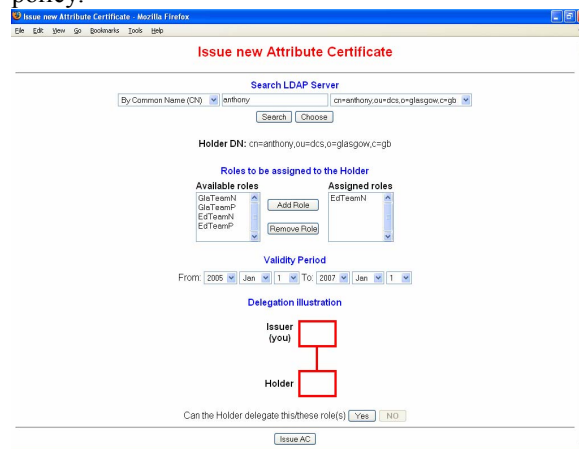 policy.
Issue new Attribute Certificate - Mozilla Firefox
File Edit View Go Bookmarks Tools Help
Issue new Attribute Certificate
Search LDAP Server
By Common Name (CN) anthony cn=anthony,ou=dcs,o=glasgow,c=gb
Search Choose
Holder DN: cn=anthony,ou=dcs,o=glasgow,c=gb
Roles to be assigned to the Holder
Available roles Assigned roles
GlaTeamN EdTeamN
GlaTeamP Add Role
EdTeamN
EdTeamP Remove Role
Validity Period
From: 2005 Jan 1 To: 2007 Jan 1
Delegation illustration
Issuer
(you)
Holder
Can the Holder delegate this/these role(s) Yes NO
Issue AC